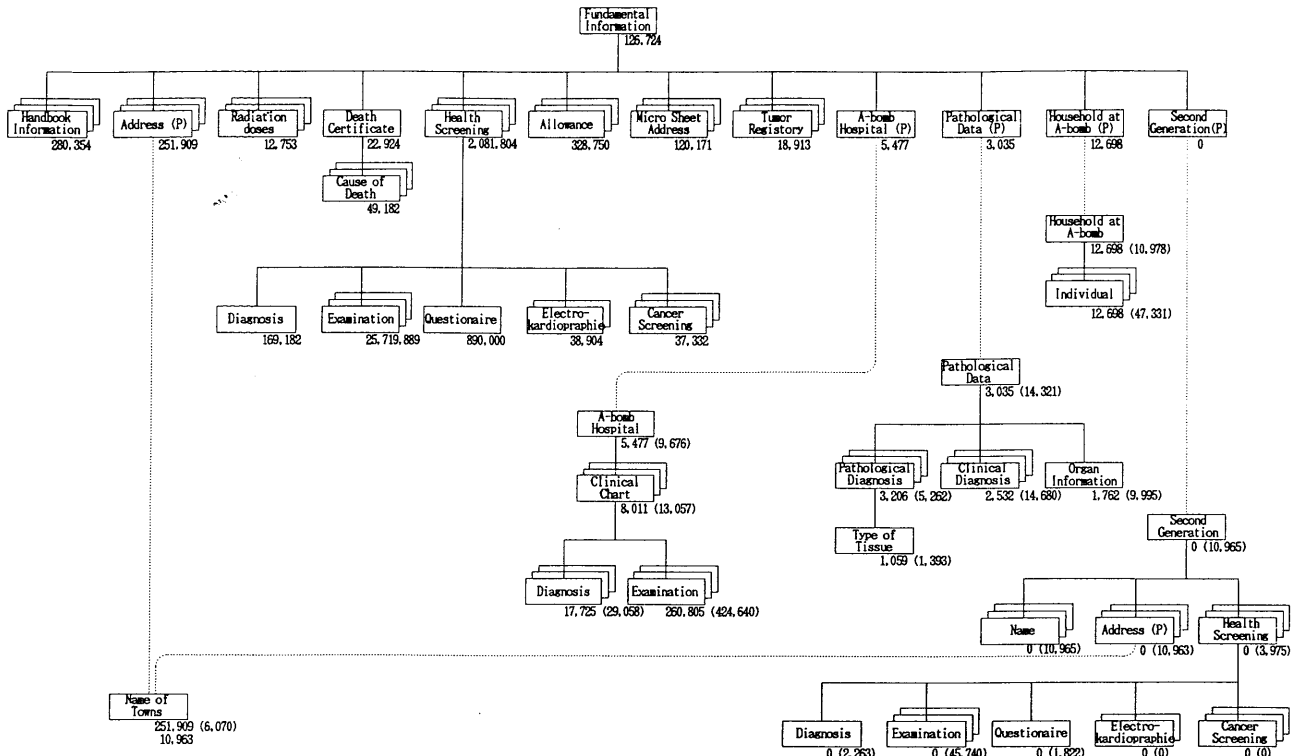 Fundamental
Information
126,724
Handbook
Information
280,354
Address (P)
251,909
Radiation
doses
12,753
Death
Certificate
22,924
Health
Screening
2,081,804
Allowance
328,750
Micro Sheet
Address
120,171
Tumor
Registory
18,913
A-bomb
Hospital (P)
5,477
Pathological
Data (P)
3,035
Household at
A-bomb (P)
12,698
Second
Generation(P)
0
Cause of
Death
49,182
Household at
A-bomb
12,698 (10,978)
Individual
12,698 (47,331)
Diagnosis
169,182
Examination
25,719,889
Questionaire
890,000
Electro-
kardiopraphie
38,904
Cancer
Screening
37,332
Pathological
Data
3,035 (14,321)
A-bomb
Hospital
5,477 (9,676)
Clinical
Chart
8,011 (13,057)
Pathological
Diagnosis
3,206 (5,262)
Clinical
Diagnosis
2,532 (14,680)
Organ
Information
1,762 (9,995)
Type of
Tissue
1,059 (1,393)
Second
Generation
0 (10,965)
Diagnosis
17,725 (29,058)
Examination
260,805 (424,640)
Name
0 (10,965)
Address (P)
0 (10,963)
Health
Screening
0 (3,975)
Name of
Towns
251,909 (6,070)
10,963
Diagnosis
0 (2,263)
Examination
0 (45,740)
Questionaire
0 (1,822)
Electro-
kardiopraphie
0 (0)
Cancer
Screening
0 (0)